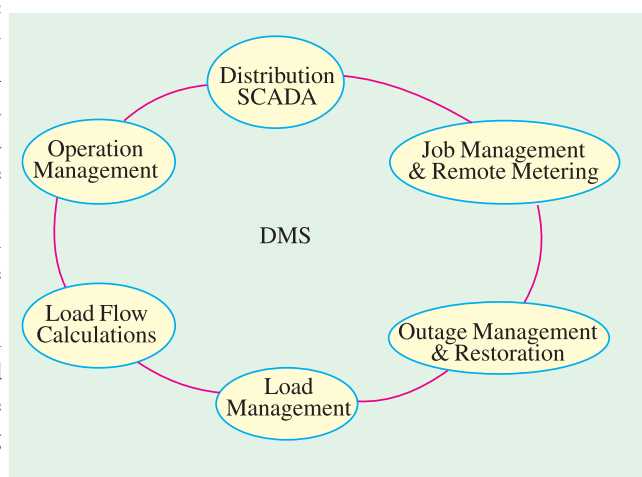 Distribution
SCADA
Operation
Management
Job Management
& Remote Metering
DMS
Load Flow
Calculations
Outage Management
& Restoration
Load
Management